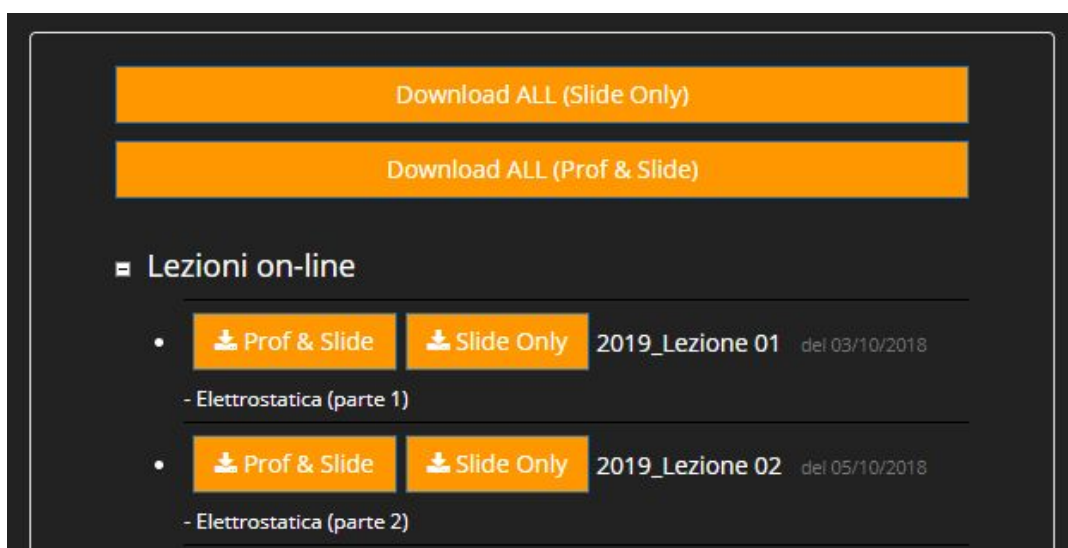 Download ALL (Slide Only)
Download ALL (Prof & Slide)
Lezioni on-line
Prof & Slide Slide Only 2019_Lezione 01 del 03/10/2018
- Elettrostatica (parte 1)
Prof & Slide Slide Only 2019_Lezione 02 del 05/10/2018
- Elettrostatica (parte 2)